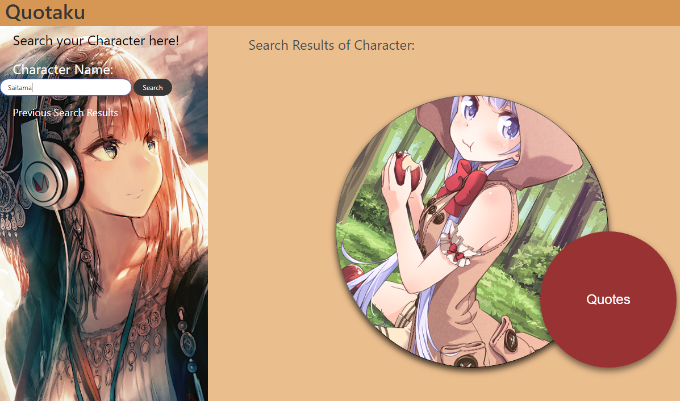 Quotaku
Search your Character here!
Character Name:
Saitama
Search
Previous Search Results
Search Results of Character:
Quotes